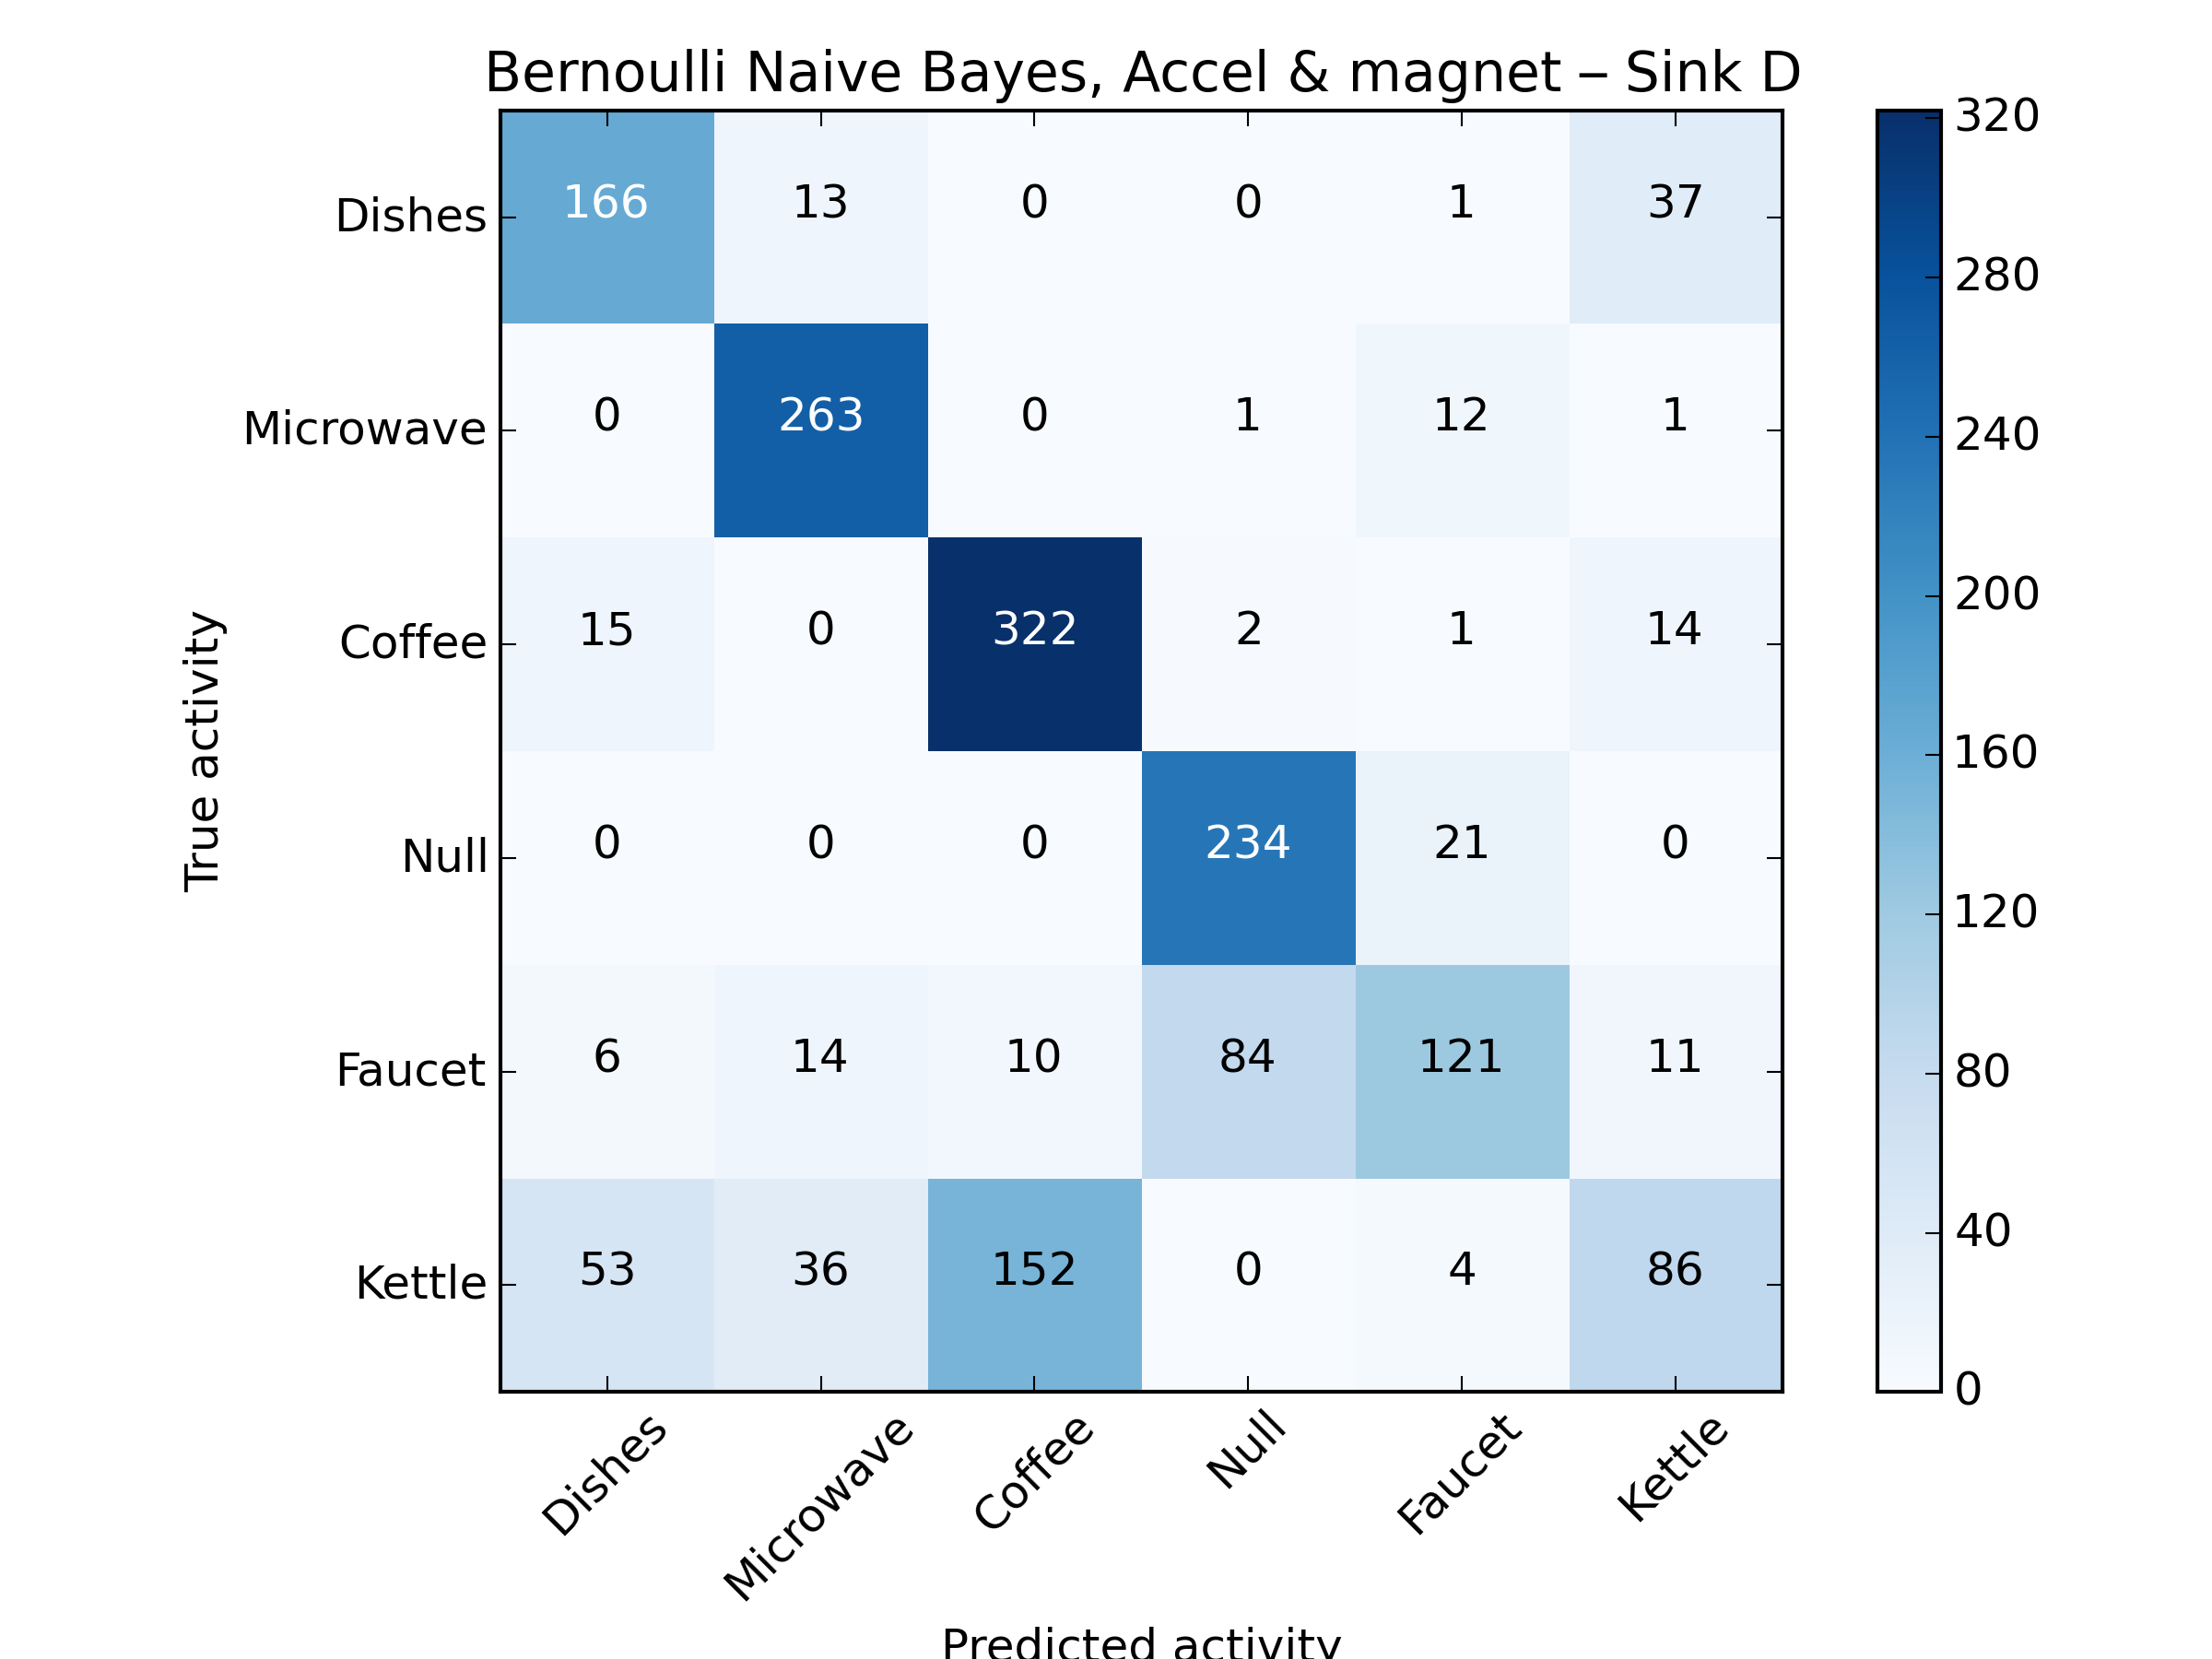 Bernoulli Naive Bayes, Accel & magnet – Sink D
Dishes 166 13 0 0 1 37
Microwave 0 263 0 1 12 1
Coffee 15 0 322 2 1 14
Null 0 0 0 234 21 0
Faucet 6 14 10 84 121 11
Kettle 53 36 152 0 4 86
True activity
Dishes Microwave Coffee Null Faucet Kettle
Predicted activity
320
280
240
200
160
120
80
40
0